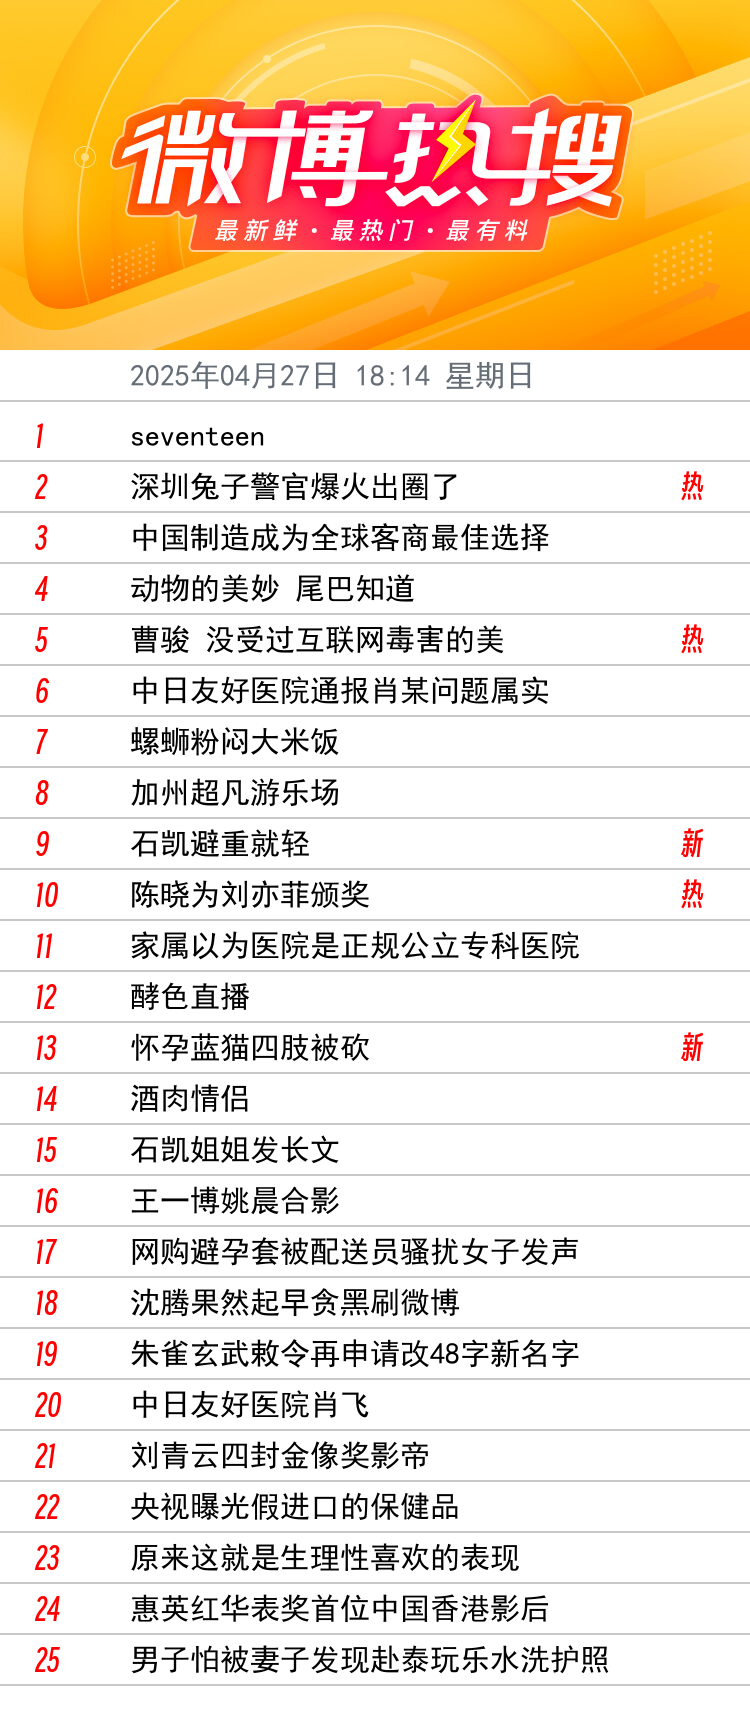 微博热搜
最新鲜·最热门·最有料
2025年04月27日 18:14 星期日
1 seventeen
2 深圳兔子警官爆火出圈了 热
3 中国制造成为全球客商最佳选择
4 动物的美妙 尾巴知道
5 曹骏 没受过互联网毒害的美 热
6 中日友好医院通报肖某问题属实
7 螺蛳粉闷大米饭
8 加州超凡游乐场
9 石凯避重就轻 新
10 陈晓为刘亦菲颁奖 热
11 家属以为医院是正规公立专科医院
12 酵色直播
13 怀孕蓝猫四肢被砍 新
14 酒肉情侣
15 石凯姐姐发长文
16 王一博姚晨合影
17 网购避孕套被配送员骚扰女子发声
18 沈腾果然起早贪黑刷微博
19 朱雀玄武敕令再申请改48字新名字
20 中日友好医院肖飞
21 刘青云四封金像奖影帝
22 央视曝光假进口的保健品
23 原来这就是生理性喜欢的表现
24 惠英红华表奖首位中国香港影后
25 男子怕被妻子发现赴泰玩乐水洗护照